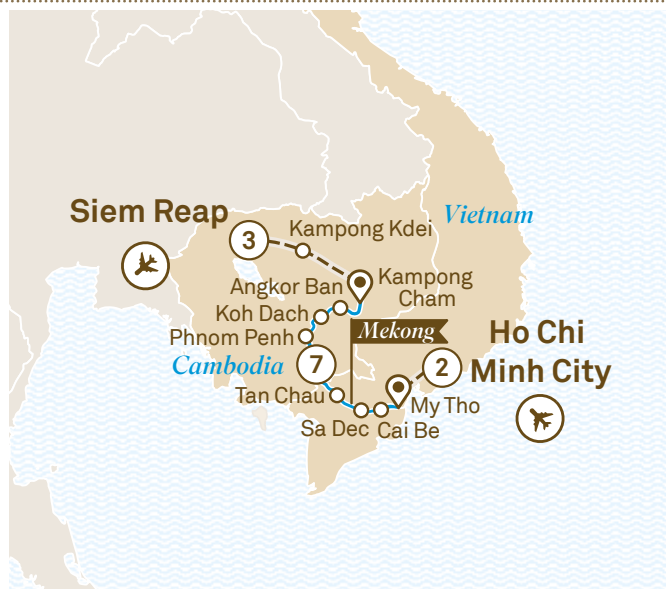 Siem Reap
Vietnam
3
Kampong Kdei
Angkor Ban
Kampong
Cham
Koh Dach
Phnom Penh
Mekong
Ho Chi
Minh City
Cambodia
7
2
Tan Chau
My Tho
Sa Dec
Cai Be